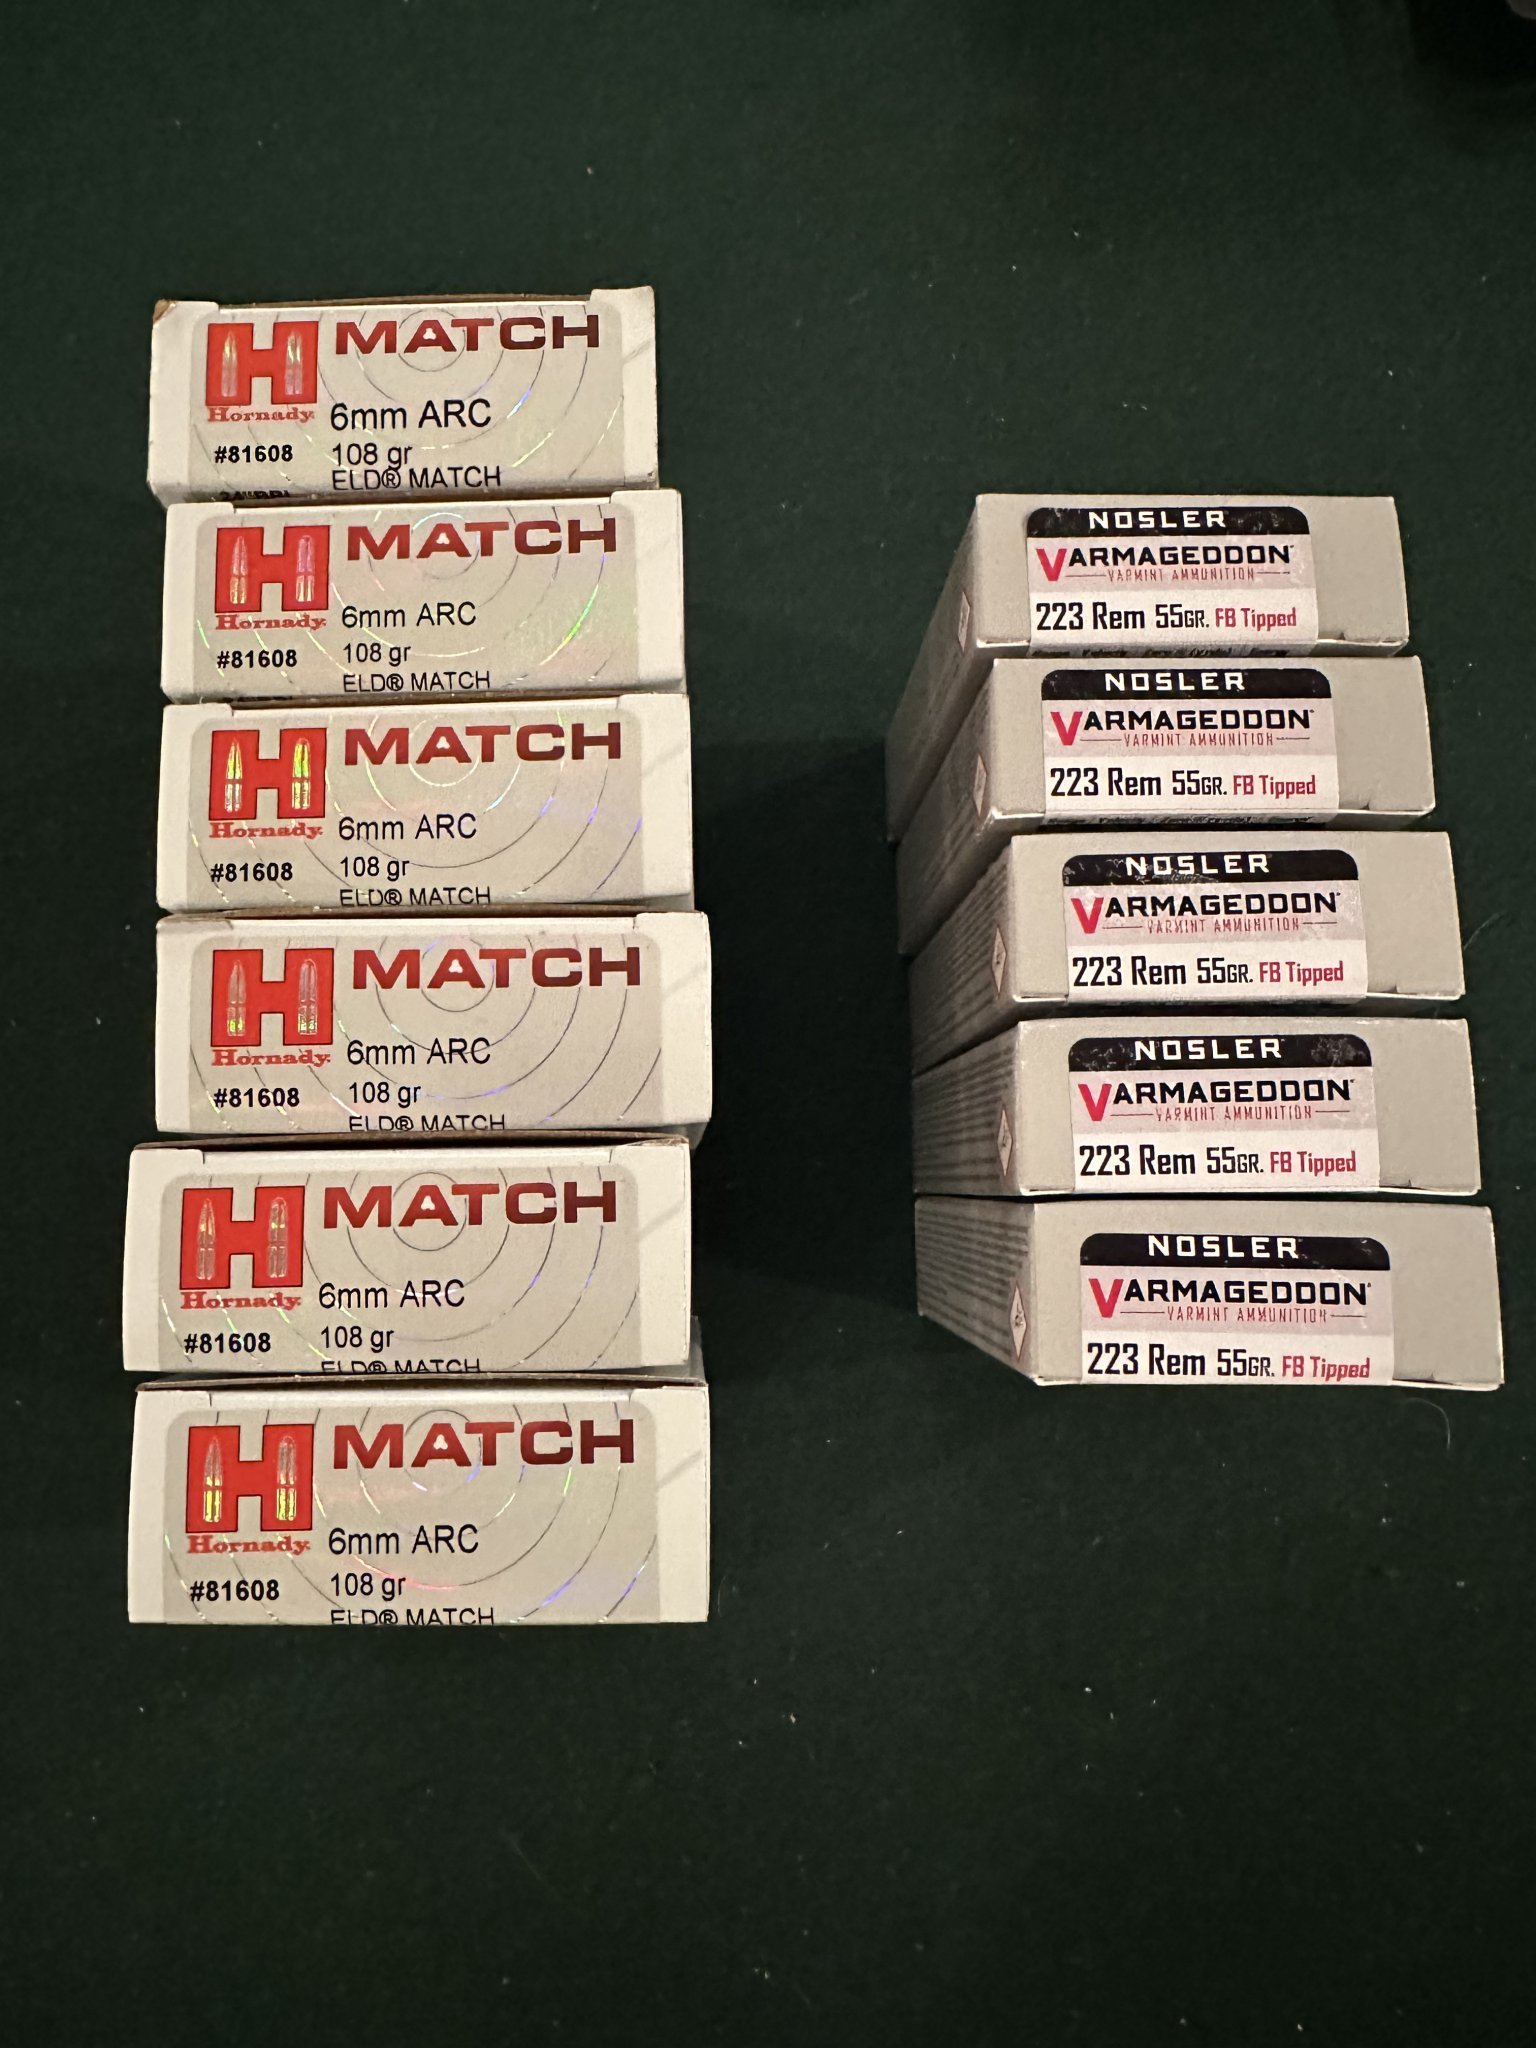 MATCH
Hornady
6mm ARC
#81608
108 gr
ELD® MATCH
MATCH
Hornady
6mm ARC
#81608
108 gr
ELD® MATCH
MATCH
Hornady
6mm ARC
#81608
108 gr
ELD® MATCH
MATCH
Hornady
6mm ARC
#81608
108 gr
ELD® MATCH
MATCH
Hornady
6mm ARC
#81608
108 gr
ELD® MATCH
MATCH
Hornady
6mm ARC
#81608
108 gr
ELD® MATCH
NOSLER
VARMAGEDDON
VARMINT AMMUNITION
223 Rem 55GR. FB Tipped
NOSLER
VARMAGEDDON
VARMINT AMMUNITION
223 Rem 55GR. FB Tipped
NOSLER
VARMAGEDDON
VARMINT AMMUNITION
223 Rem 55GR. FB Tipped
NOSLER
VARMAGEDDON
VARMINT AMMUNITION
223 Rem 55GR. FB Tipped
NOSLER
VARMAGEDDON
VARMINT AMMUNITION
223 Rem 55GR. FB Tipped